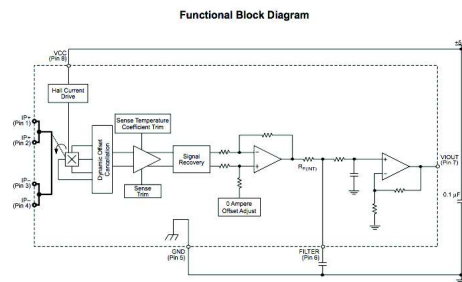 Functional Block Diagram
+5
VCC
(Pin 8)
Hall Current
Drive
IP+
(Pin 1)
IP+
(Pin 2)
IP−
(Pin 3)
IP−
(Pin 4)
Dynamic Offset
Cancellation
Sense Temperature
Coefficient Trim
Sense
Trim
Signal
Recovery
0 Ampere
Offset Adjust
RF(INT)
VIOUT
(Pin 7)
0.1 µF
GND
(Pin 5)
FILTER
(Pin 6)